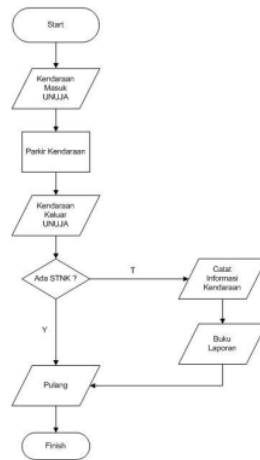 Start
Kendaraan
Masuk
UNUJA
Parkir Kendaraan
Kendaraan
Keluar
UNUJA
Ada STNK ?
T
Catat
Informasi
Kendaraan
Y
Buku
Laporan
Pulang
Finish